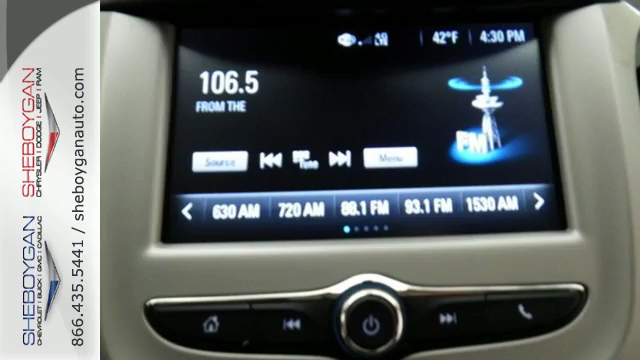 42°F 4:30 PM
106.5
FROM THE
FM
Source
Tune
Menu
630 AM 720 AM 88.1 FM 93.1 FM 1530 AM
SHEBOYGAN
CHRYSLER | DODGE | JEEP | RAM
SHEBOYGAN
CHEVROLET | BUICK | GMC | CADILLAC
866.435.5441 / sheboyganauto.com